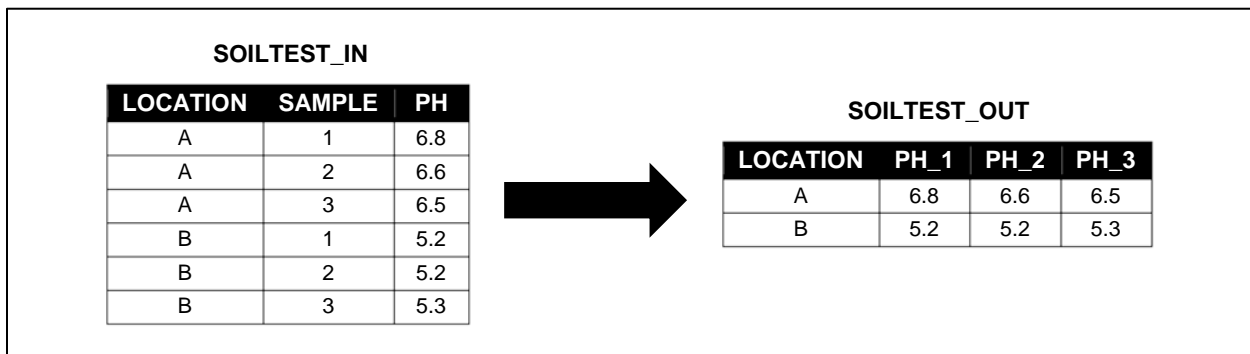 SOILTEST_IN
LOCATION SAMPLE PH
A 1 6.8
A 2 6.6
A 3 6.5
B 1 5.2
B 2 5.2
B 3 5.3
SOILTEST_OUT
LOCATION PH_1 PH_2 PH_3
A 6.8 6.6 6.5
B 5.2 5.2 5.3